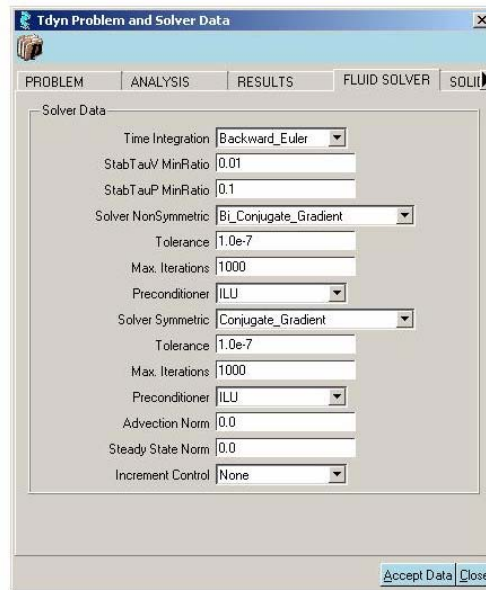 Tdyn Problem and Solver Data
PROBLEM ANALYSIS RESULTS FLUID SOLVER
Solver Data
Time Integration Backward_Euler
StabTauV MinRatio 0.01
StabTauP MinRatio 0.1
Solver NonSymmetric Bi_Conjugate_Gradient
Tolerance 1.0e-7
Max. Iterations 1000
Preconditioner ILU
Solver Symmetric Conjugate_Gradient
Tolerance 1.0e-7
Max. Iterations 1000
Preconditioner ILU
Advection Norm 0.0
Steady State Norm 0.0
Increment Control None
Accept Data Close